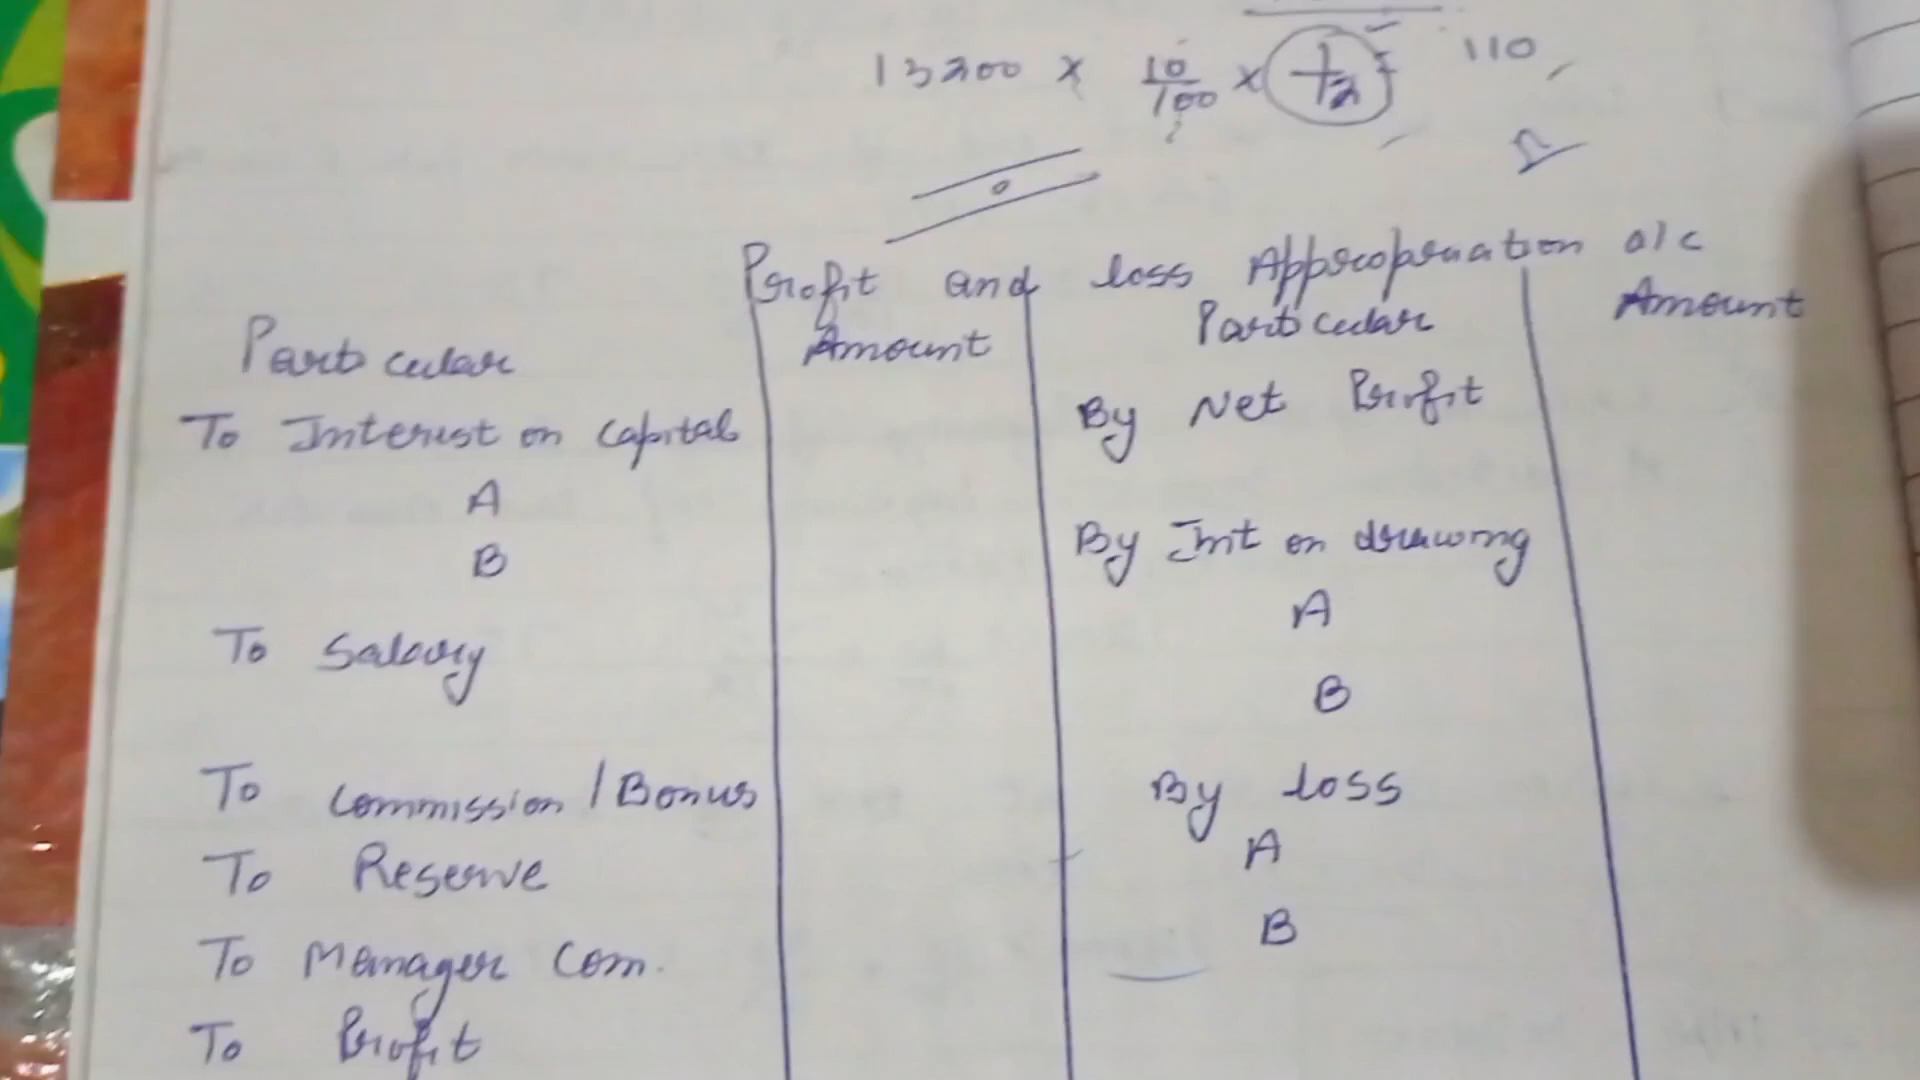 13200 × 10/100 × 1/12 = 110
Profit and loss Appropriation a/c
Particular Amount Particular Amount
To Interest on capital By Net Profit
A
B By Int on drawing
A
To Salary
B
To Commission / Bonus By loss
A
To Reserve
B
To Manager Com.
To Profit